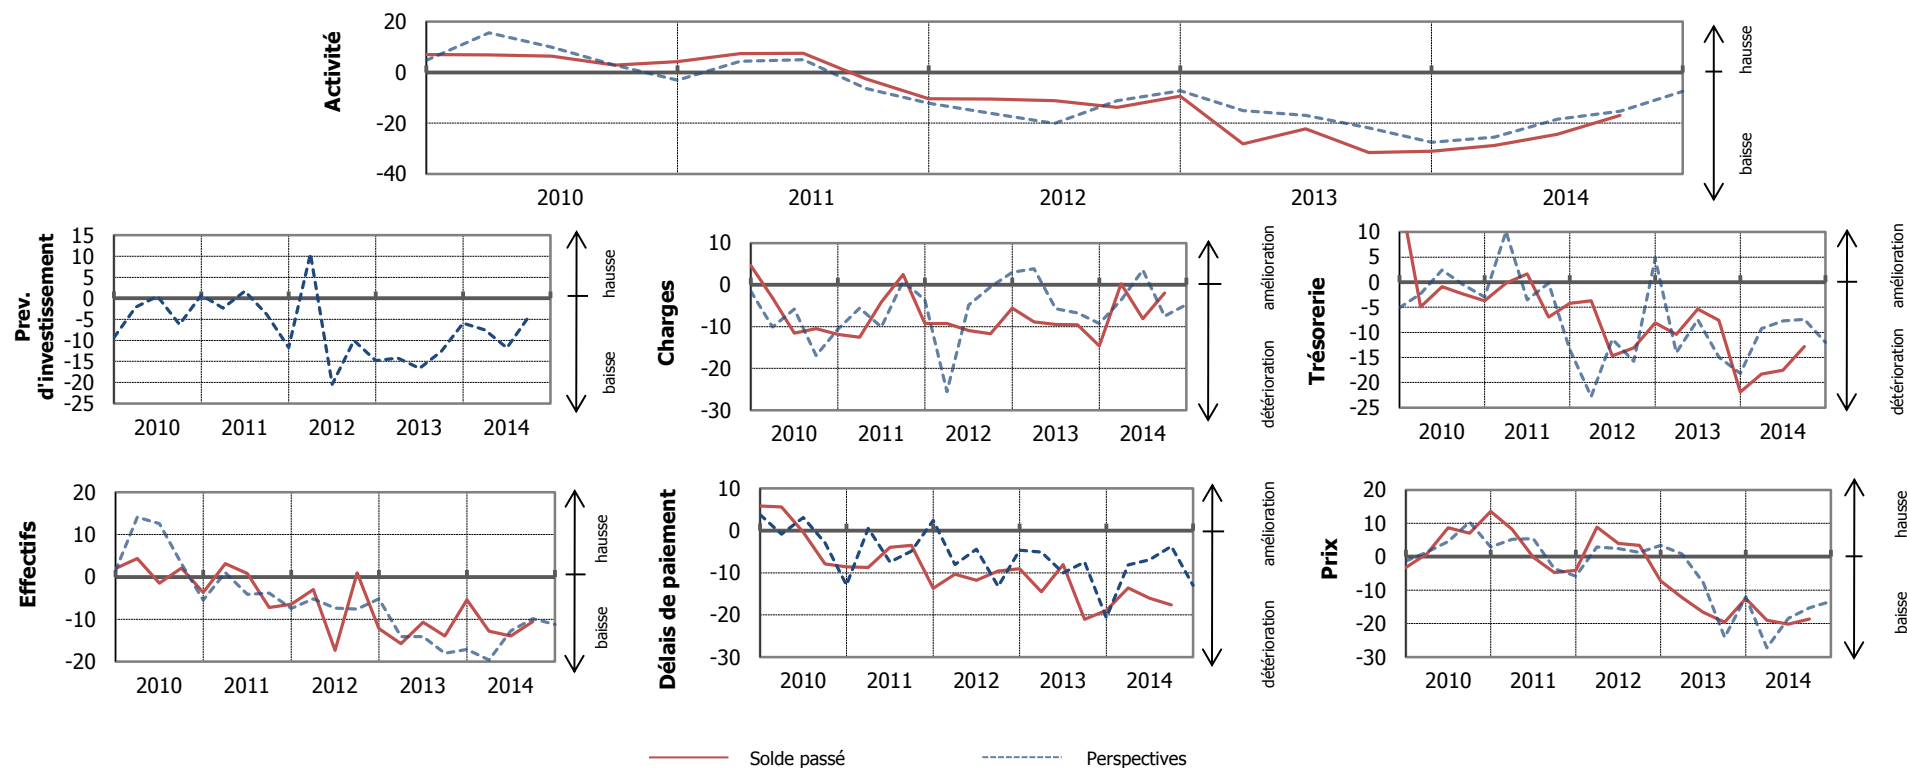 Activité
20
0
-20
-40
2010 2011 2012 2013 2014
hausse
baisse
Prev.
d'investissement
15
10
5
0
-5
-10
-15
-20
-25
2010 2011 2012 2013 2014
hausse
baisse
Charges
10
0
-10
-20
-30
2010 2011 2012 2013 2014
amélioration
détérioration
Trésorerie
10
5
0
-5
-10
-15
-20
-25
2010 2011 2012 2013 2014
amélioration
détérioration
Effectifs
20
10
0
-10
-20
2010 2011 2012 2013 2014
hausse
baisse
Délais de paiement
10
0
-10
-20
-30
2010 2011 2012 2013 2014
amélioration
détérioration
Prix
20
10
0
-10
-20
-30
2010 2011 2012 2013 2014
hausse
baisse
Solde passé Perspectives